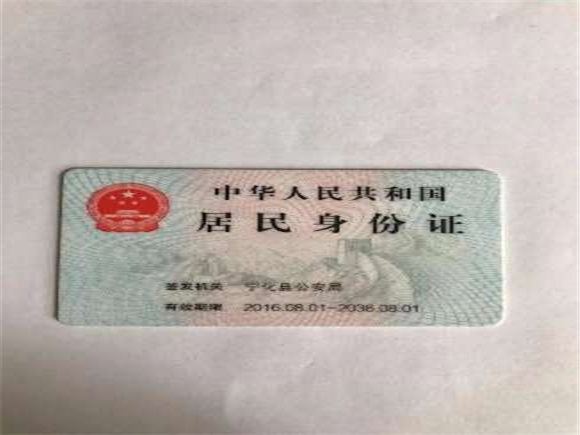 中华人民共和国
居民身份证
签发机关 宁化县公安局
有效期限 2016.08.01-2036.08.01